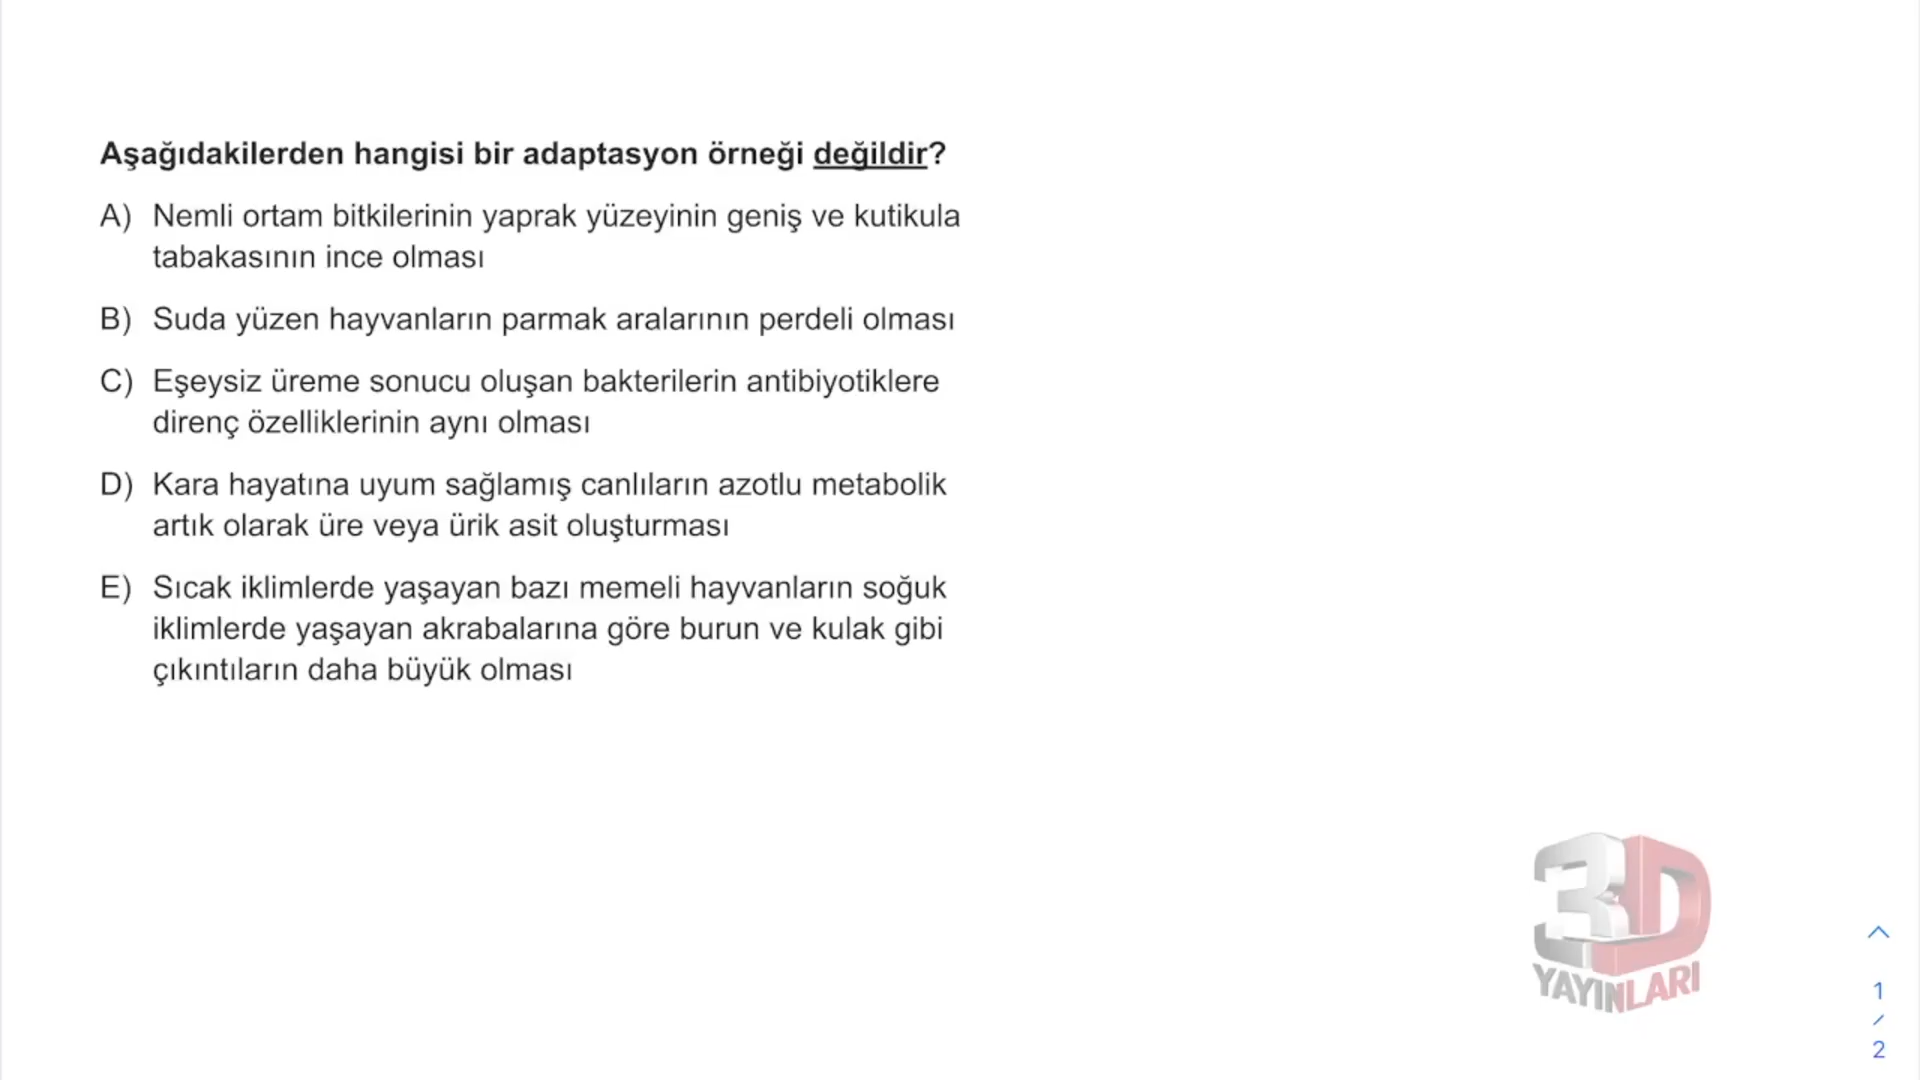 Aşağıdakilerden hangisi bir adaptasyon örneği değildir?
A) Nemli ortam bitkilerinin yaprak yüzeyinin geniş ve kutikula
tabakasının ince olması
B) Suda yüzen hayvanların parmak aralarının perdeli olması
C) Eşeysiz üreme sonucu oluşan bakterilerin antibiyotiklere
direnç özelliklerinin aynı olması
D) Kara hayatına uyum sağlamış canlıların azotlu metabolik
artık olarak üre veya ürik asit oluşturması
E) Sıcak iklimlerde yaşayan bazı memeli hayvanların soğuk
iklimlerde yaşayan akrabalarına göre burun ve kulak gibi
çıkıntıların daha büyük olması
3D
YAYINLARI
1
/
2